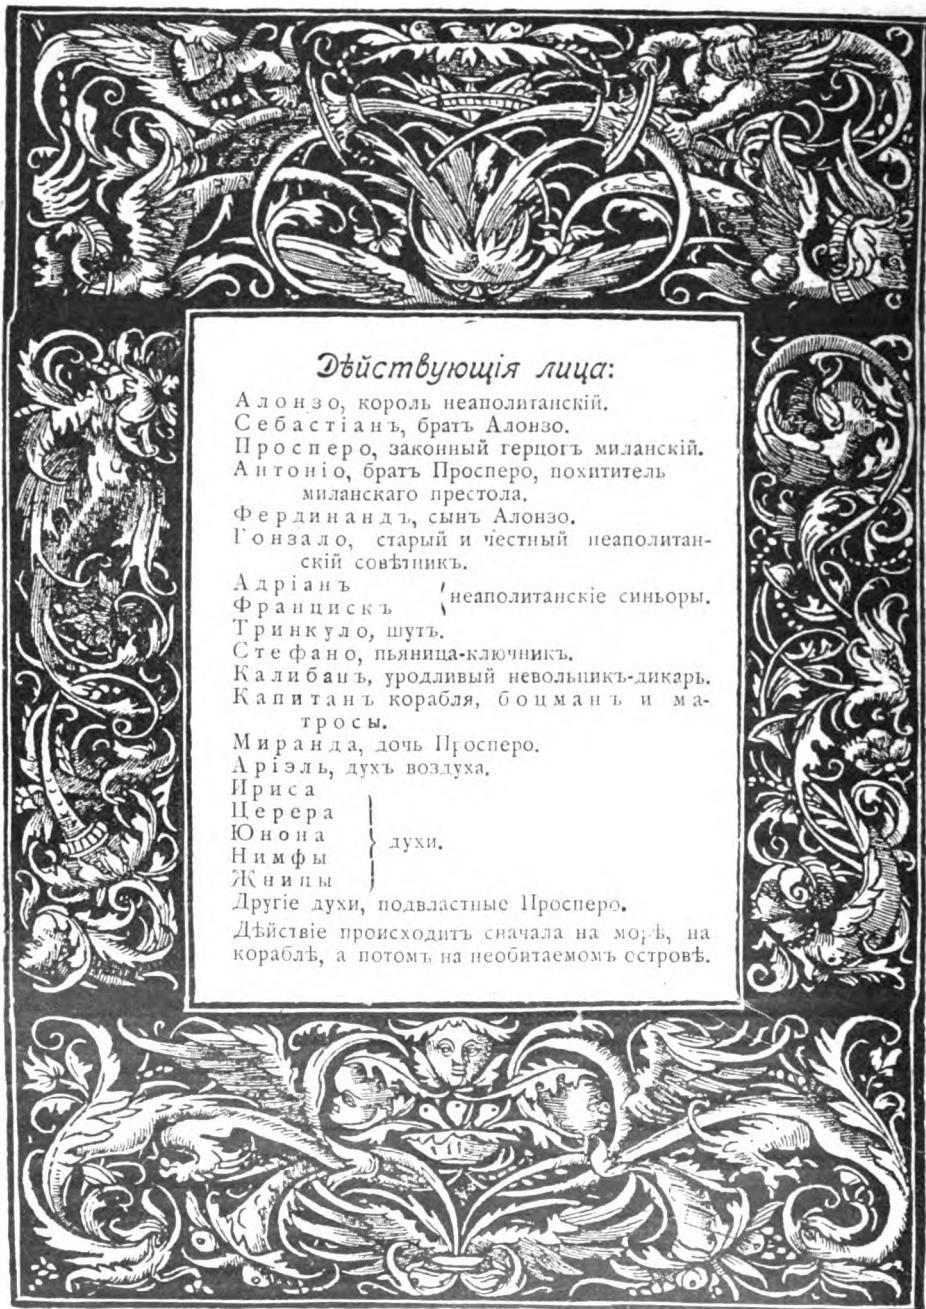 Дѣйствующія лица:
Алонзо, король неаполитанскій.
Себастіанъ, братъ Алонзо.
Просперо, законный герцогъ миланскій.
Антоніо, братъ Просперо, похититель
миланскаго престола.
Фердинандъ, сынъ Алонзо.
Гонзало, старый и честный неаполитан-
скій совѣтникъ.
Адріанъ
Францискъ
неаполитанскіе синьоры.
Тринкуло, шутъ.
Стефано, пьяница-ключникъ.
Калибанъ, уродливый невольникъ-дикарь.
Капитанъ корабля, боцманъ и ма-
тросы.
Миранда, дочь Просперо.
Аріэль, духъ воздуха.
Ириса
Церера
Юнона
Нимфы
Жницы
духи.
Другіе духи, подвластные Просперо.
Дѣйствіе происходитъ сначала на морѣ, на
кораблѣ, а потомъ на необитаемомъ островѣ.